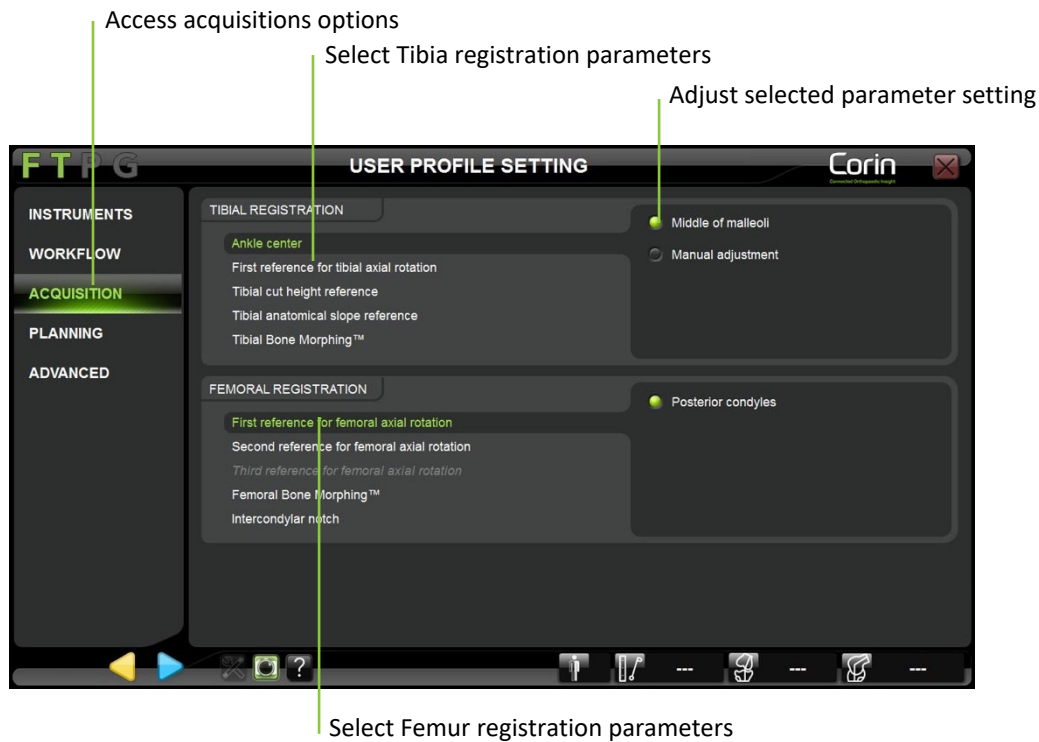 Access acquisitions options
Select Tibia registration parameters
Adjust selected parameter setting
FTPG
USER PROFILE SETTING
Corin
Connected Orthopaedic Insight
INSTRUMENTS
WORKFLOW
ACQUISITION
PLANNING
ADVANCED
TIBIAL REGISTRATION
Ankle center
First reference for tibial axial rotation
Tibial cut height reference
Tibial anatomical slope reference
Tibial Bone Morphing™
Middle of malleoli
Manual adjustment
FEMORAL REGISTRATION
First reference for femoral axial rotation
Second reference for femoral axial rotation
Third reference for femoral axial rotation
Femoral Bone Morphing™
Intercondylar notch
Posterior condyles
?
---
---
---
Select Femur registration parameters